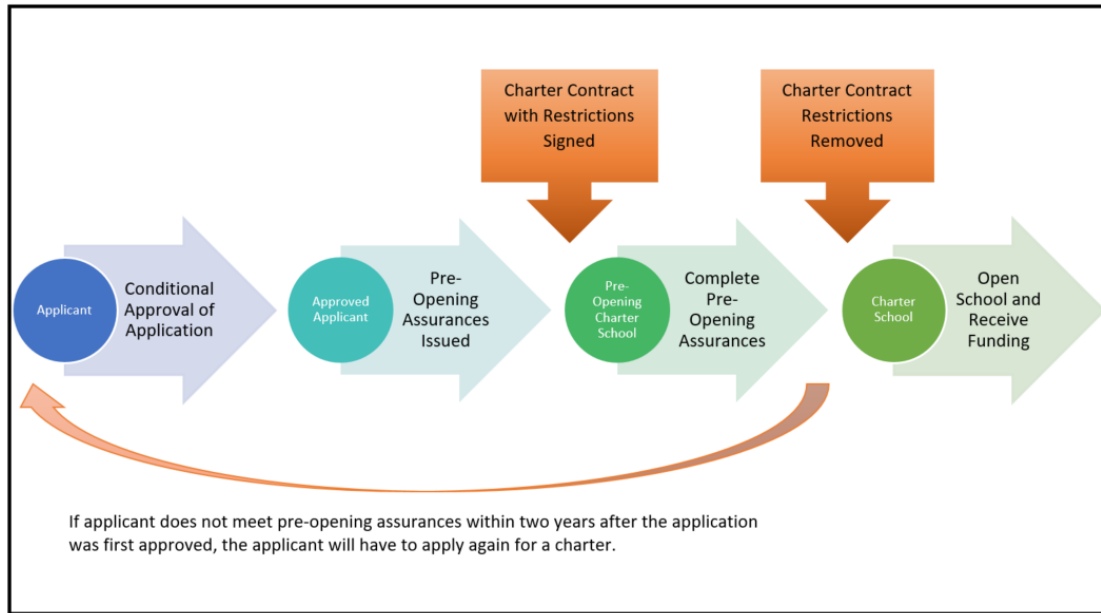 Charter Contract
with Restrictions
Signed
Charter Contract
Restrictions
Removed
Applicant
Conditional
Approval of
Application
Approved
Applicant
Pre-
Opening
Assurances
Issued
Pre-
Opening
Charter
School
Complete
Pre-
Opening
Assurances
Charter
School
Open
School and
Receive
Funding
If applicant does not meet pre-opening assurances within two years after the application
was first approved, the applicant will have to apply again for a charter.